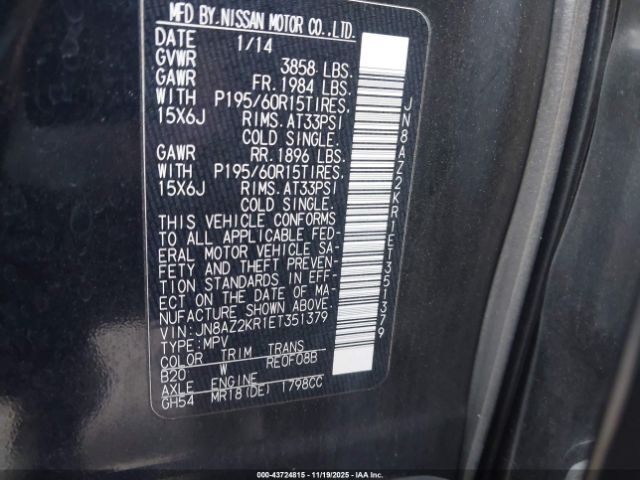 MFD BY.NISSAN MOTOR CO.,LTD.
DATE 1/14
GVWR 3858 LBS.
GAWR FR. 1984 LBS.
WITH P195/60R15TIRES.
15X6J RIMS. AT33PSI
COLD SINGLE.
GAWR RR. 1896 LBS.
WITH P195/60R15TIRES.
15X6J RIMS. AT33PSI
COLD SINGLE.
THIS VEHICLE CONFORMS
TO ALL APPLICABLE FED-
ERAL MOTOR VEHICLE SA-
FETY AND THEFT PREVEN-
TION STANDARDS IN EFF-
ECT ON THE DATE OF MA-
NUFACTURE SHOWN ABOVE.
VIN: JN8AZ2KR1ET351379
TYPE: MPV
COLOR TRIM TRANS
B20 W RE0F08B
AXLE ENGINE
GH54 MR18(DE) 1798CC
JN8AZ2KR1ET351379
000-43724815 - 11/19/2025 - IAAI.COM